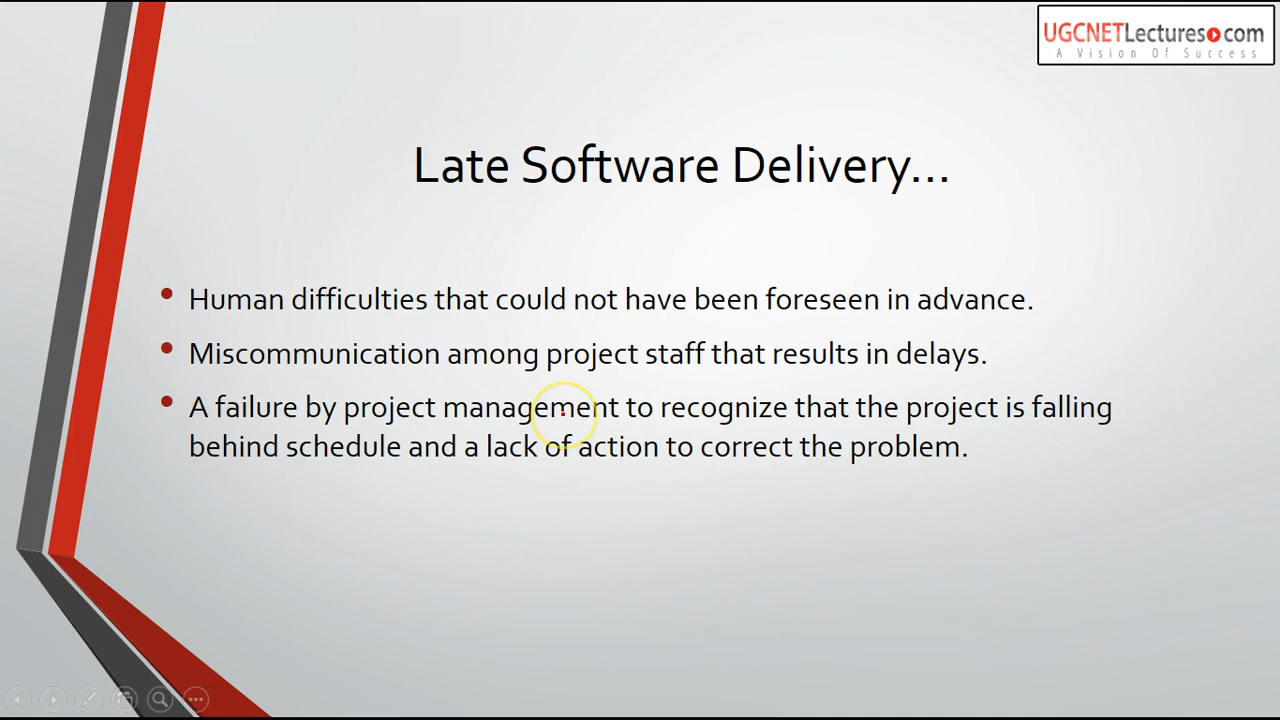 UGCNETLectures.com
A Vision Of Success
Late Software Delivery...
• Human difficulties that could not have been foreseen in advance.
• Miscommunication among project staff that results in delays.
• A failure by project management to recognize that the project is falling
behind schedule and a lack of action to correct the problem.